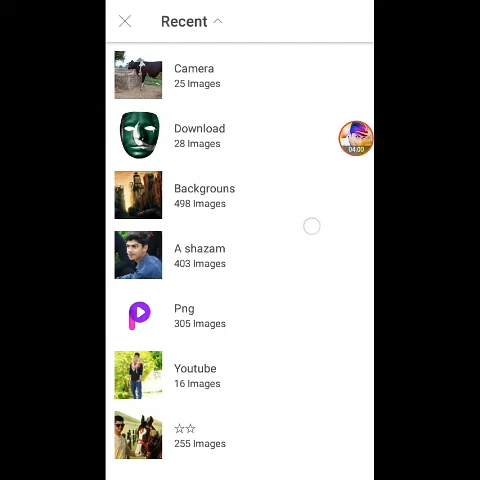 Recent
Camera
25 Images
Download
28 Images
04:00
Backgrouns
498 Images
A shazam
403 Images
Png
305 Images
Youtube
16 Images
☆☆
255 Images